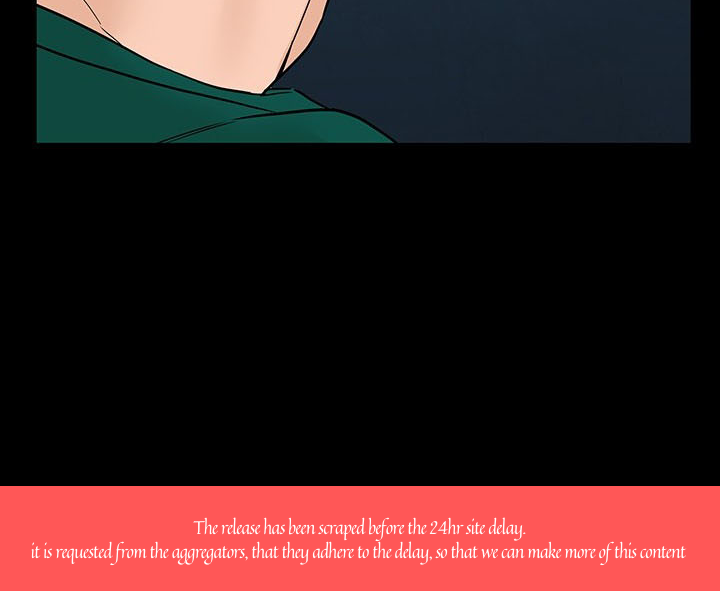 The release has been scraped before the 24hr site delay.
it is requested from the aggregators, that they adhere to the delay, so that we can make more of this content